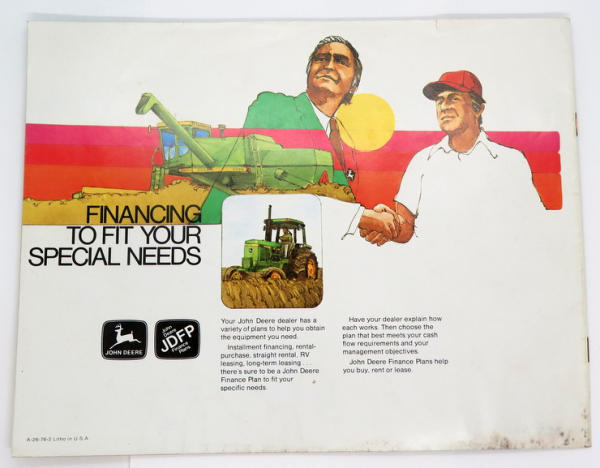 FINANCING
TO FIT YOUR
SPECIAL NEEDS
JOHN DEERE
John
Deere
JDFP
Finance
Plans
Your John Deere dealer has a
variety of plans to help you obtain
the equipment you need.
Installment financing, rental-
purchase, straight rental, RV
leasing, long-term leasing . . .
there's sure to be a John Deere
Finance Plan to fit your
specific needs.
Have your dealer explain how
each works. Then choose the
plan that best meets your cash
flow requirements and your
management objectives.
John Deere Finance Plans help
you buy, rent or lease.
A-26-76-2 Litho in U.S.A.